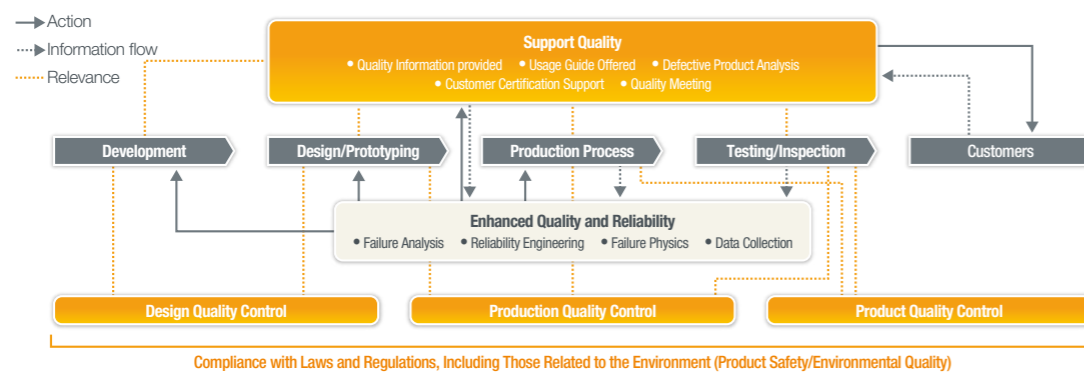 Action
Information flow
Relevance
Support Quality
• Quality Information provided • Usage Guide Offered • Defective Product Analysis
• Customer Certification Support • Quality Meeting
Development
Design/Prototyping
Production Process
Testing/Inspection
Customers
Enhanced Quality and Reliability
• Failure Analysis • Reliability Engineering • Failure Physics • Data Collection
Design Quality Control
Production Quality Control
Product Quality Control
Compliance with Laws and Regulations, Including Those Related to the Environment (Product Safety/Environmental Quality)